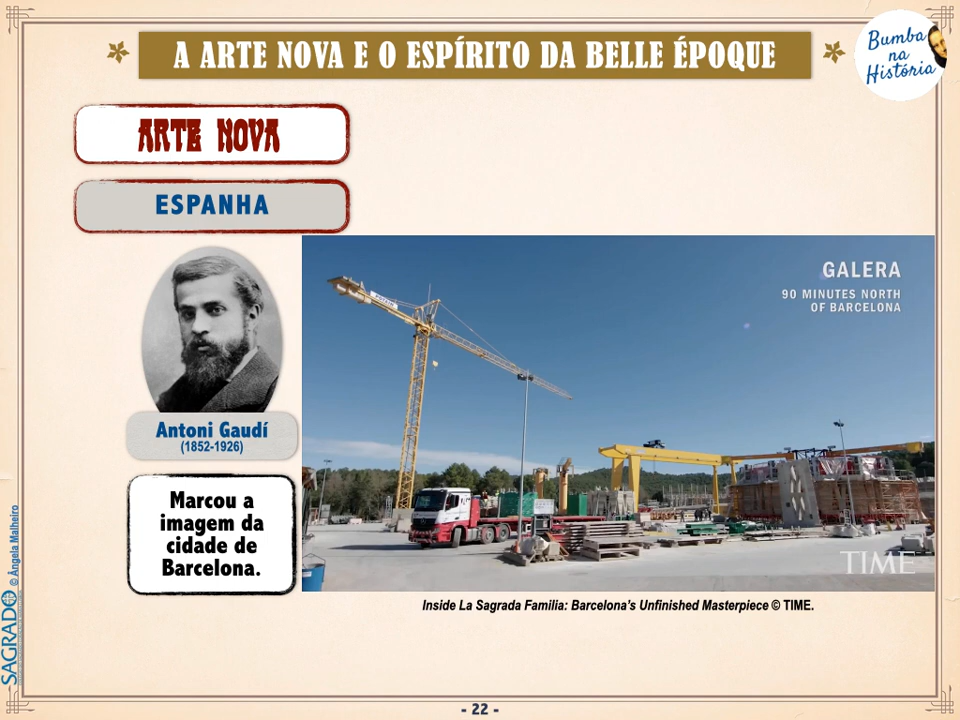 A ARTE NOVA E O ESPÍRITO DA BELLE ÉPOQUE
Bumba
na
História
ARTE NOVA
ESPANHA
GALERA
90 MINUTES NORTH
OF BARCELONA
Antoni Gaudí
(1852-1926)
Marcou a
imagem da
cidade de
Barcelona.
TIME
Inside La Sagrada Familia: Barcelona's Unfinished Masterpiece © TIME.
SAGRADO
© Ângela Malheiro
- 22 -